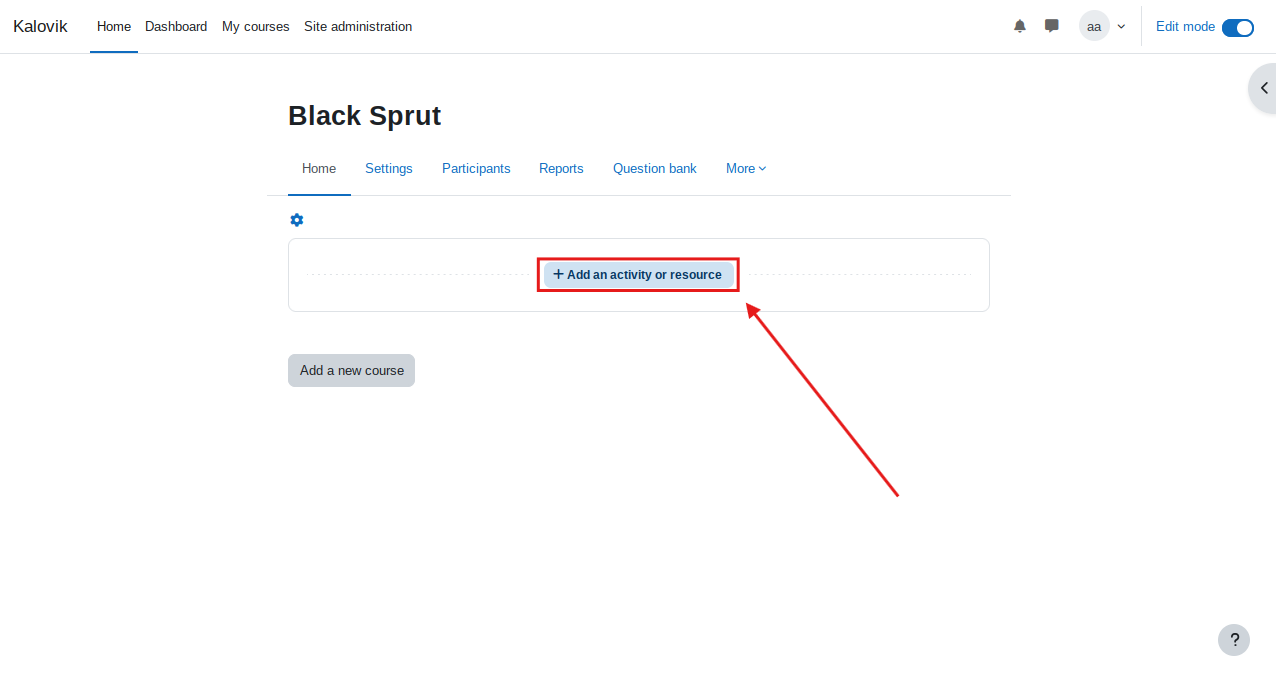 Kalovik Home Dashboard My courses Site administration aa Edit mode
Black Sprut
Home Settings Participants Reports Question bank More
+ Add an activity or resource
Add a new course
?